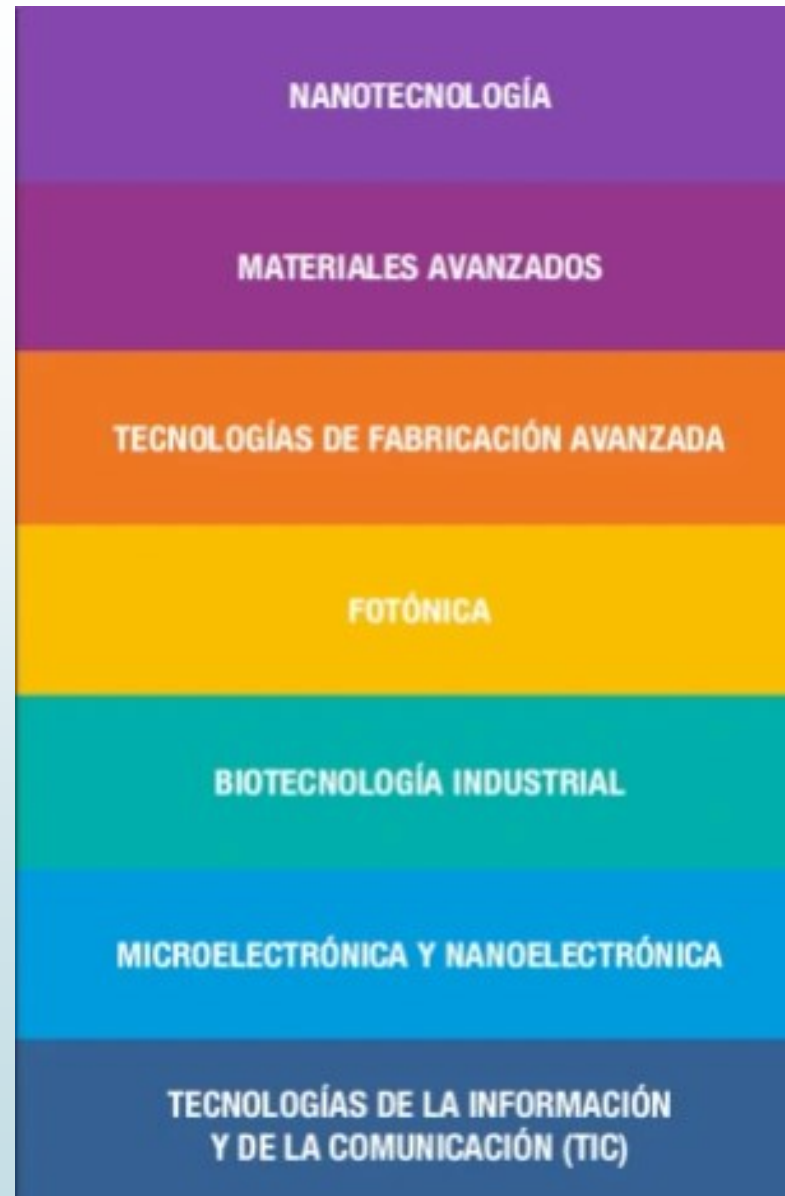 NANOTECNOLOGÍA
MATERIALES AVANZADOS
TECNOLOGÍAS DE FABRICACIÓN AVANZADA
FOTÓNICA
BIOTECNOLOGÍA INDUSTRIAL
MICROELECTRÓNICA Y NANOELECTRÓNICA
TECNOLOGÍAS DE LA INFORMACIÓN
Y DE LA COMUNICACIÓN (TIC)